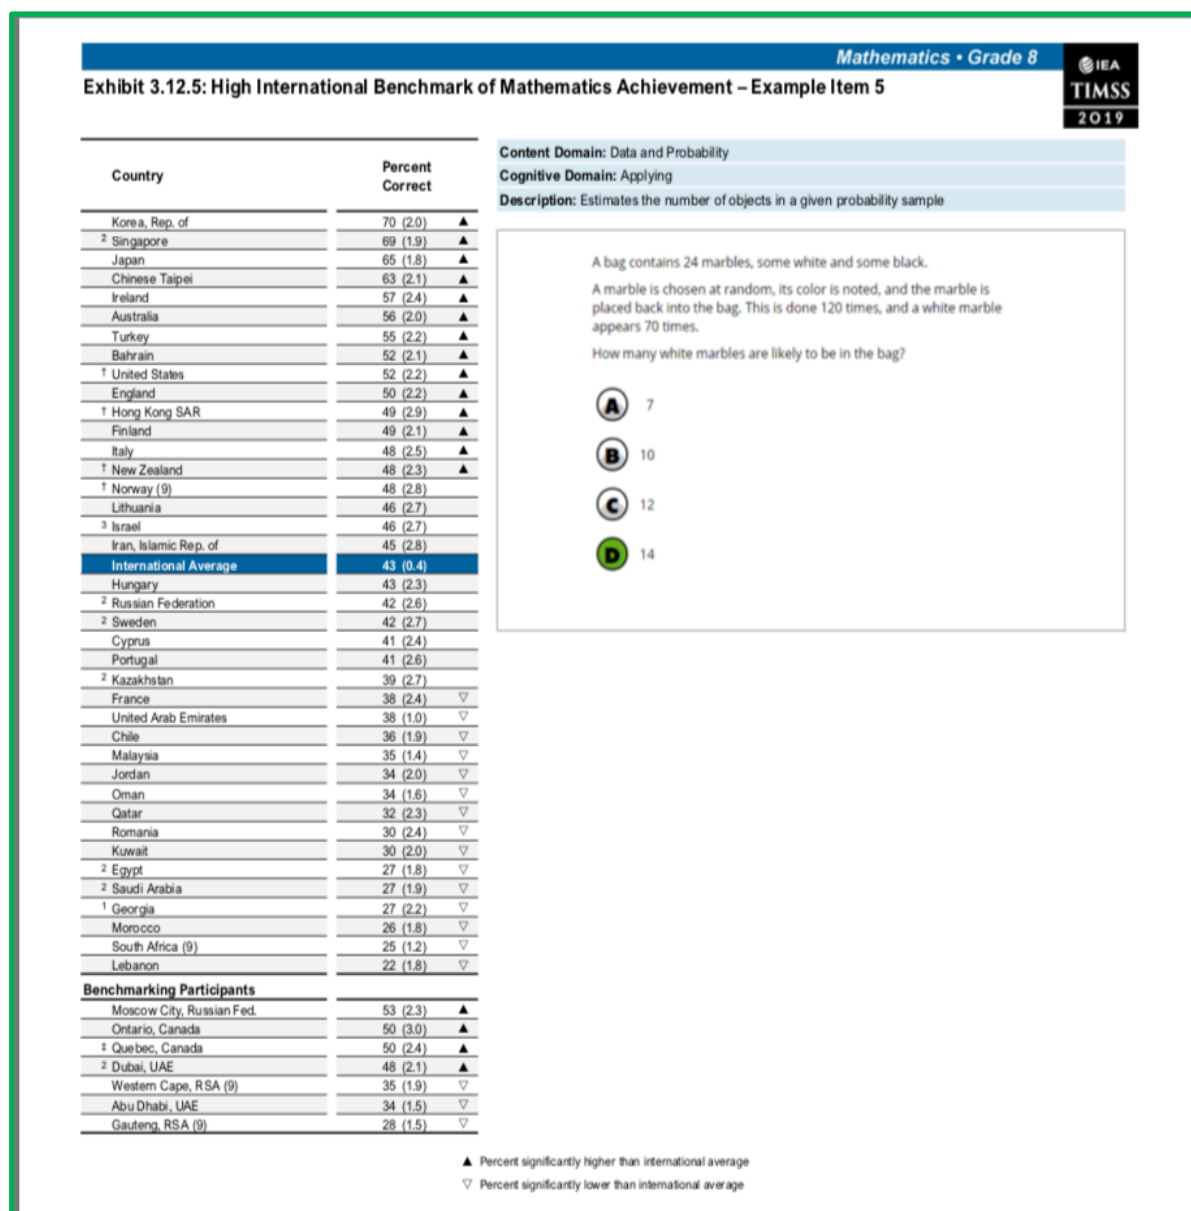 Mathematics • Grade 8
IEA
TIMSS
2019
Exhibit 3.12.5: High International Benchmark of Mathematics Achievement – Example Item 5
Country Percent Correct
Korea, Rep. of 70 (2.0) ▲
2 Singapore 69 (1.9) ▲
Japan 65 (1.8) ▲
Chinese Taipei 63 (2.1) ▲
Ireland 57 (2.4) ▲
Australia 56 (2.0) ▲
Turkey 55 (2.2) ▲
Bahrain 52 (2.1) ▲
† United States 52 (2.2) ▲
England 50 (2.2) ▲
† Hong Kong SAR 49 (2.9) ▲
Finland 49 (2.1) ▲
Italy 48 (2.5) ▲
† New Zealand 48 (2.3) ▲
† Norway (9) 48 (2.8)
Lithuania 46 (2.7)
3 Israel 46 (2.7)
Iran, Islamic Rep. of 45 (2.8)
International Average 43 (0.4)
Hungary 43 (2.3)
2 Russian Federation 42 (2.6)
2 Sweden 42 (2.7)
Cyprus 41 (2.4)
Portugal 41 (2.6)
2 Kazakhstan 39 (2.7)
France 38 (2.4) ▽
United Arab Emirates 38 (1.0) ▽
Chile 36 (1.9) ▽
Malaysia 35 (1.4) ▽
Jordan 34 (2.0) ▽
Oman 34 (1.6) ▽
Qatar 32 (2.3) ▽
Romania 30 (2.4) ▽
Kuwait 30 (2.0) ▽
2 Egypt 27 (1.8) ▽
2 Saudi Arabia 27 (1.9) ▽
1 Georgia 27 (2.2) ▽
Morocco 26 (1.8) ▽
South Africa (9) 25 (1.2) ▽
Lebanon 22 (1.8) ▽
Benchmarking Participants
Moscow City, Russian Fed. 53 (2.3) ▲
Ontario, Canada 50 (3.0) ▲
‡ Quebec, Canada 50 (2.4) ▲
2 Dubai, UAE 48 (2.1) ▲
Western Cape, RSA (9) 35 (1.9) ▽
Abu Dhabi, UAE 34 (1.5) ▽
Gauteng, RSA (9) 28 (1.5) ▽
Content Domain: Data and Probability
Cognitive Domain: Applying
Description: Estimates the number of objects in a given probability sample
A bag contains 24 marbles, some white and some black.
A marble is chosen at random, its color is noted, and the marble is
placed back into the bag. This is done 120 times, and a white marble
appears 70 times.
How many white marbles are likely to be in the bag?
A 7
B 10
C 12
D 14
▲ Percent significantly higher than international average
▽ Percent significantly lower than international average